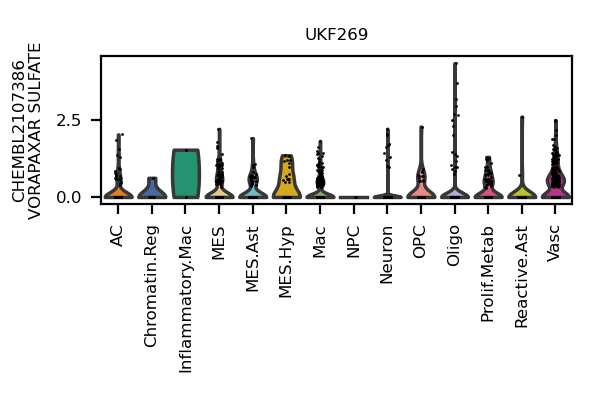 UKF269
CHEMBL2107386
VORAPAXAR SULFATE
2.5
0.0
AC
Chromatin.Reg
Inflammatory.Mac
MES
MES.Ast
MES.Hyp
Mac
NPC
Neuron
OPC
Oligo
Prolif.Metab
Reactive.Ast
Vasc